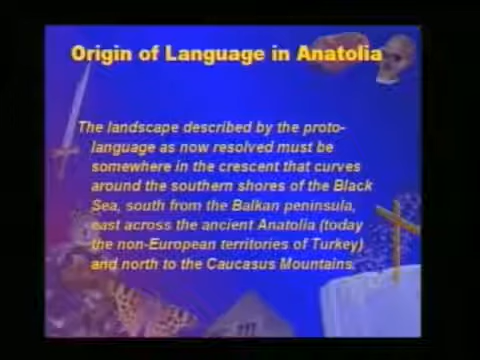 Origin of Language in Anatolia
The landscape described by the proto-
language as now resolved must be
somewhere in the crescent that curves
around the southern shores of the Black
Sea, south from the Balkan peninsula,
east across the ancient Anatolia (today
the non-European territories of Turkey)
and north to the Caucasus Mountains.